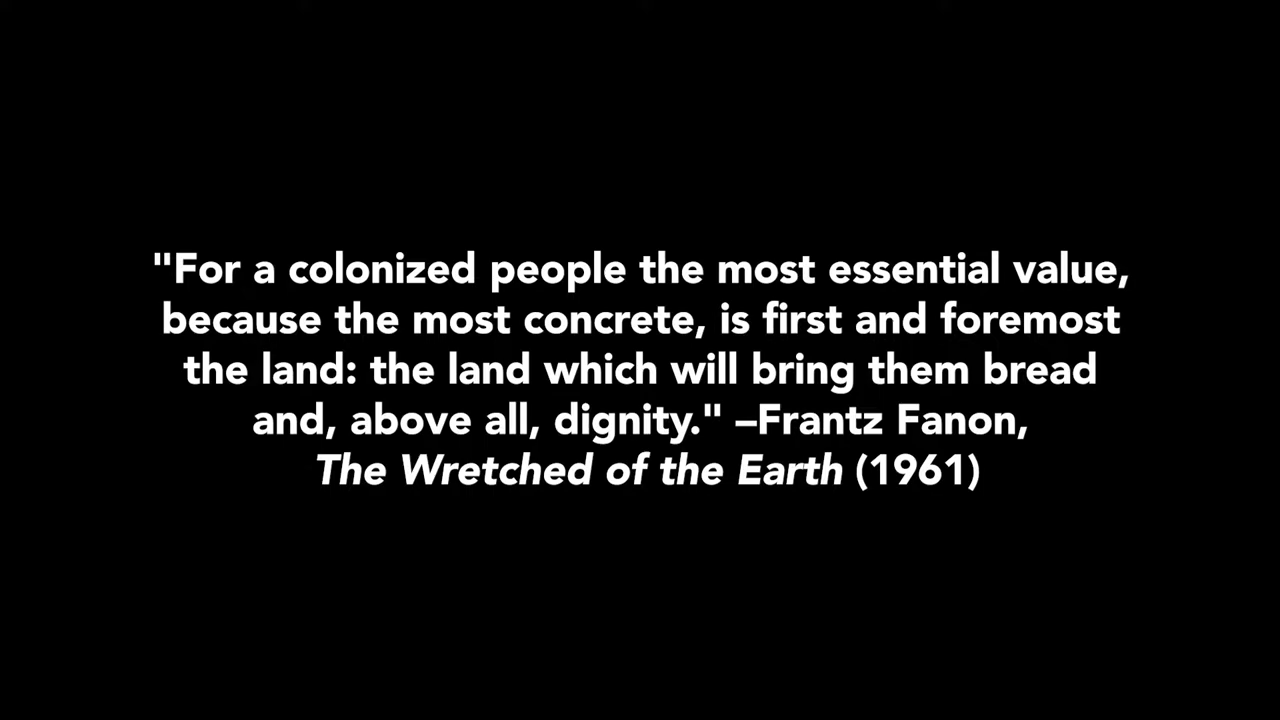 "For a colonized people the most essential value,
because the most concrete, is first and foremost
the land: the land which will bring them bread
and, above all, dignity." –Frantz Fanon,
The Wretched of the Earth (1961)